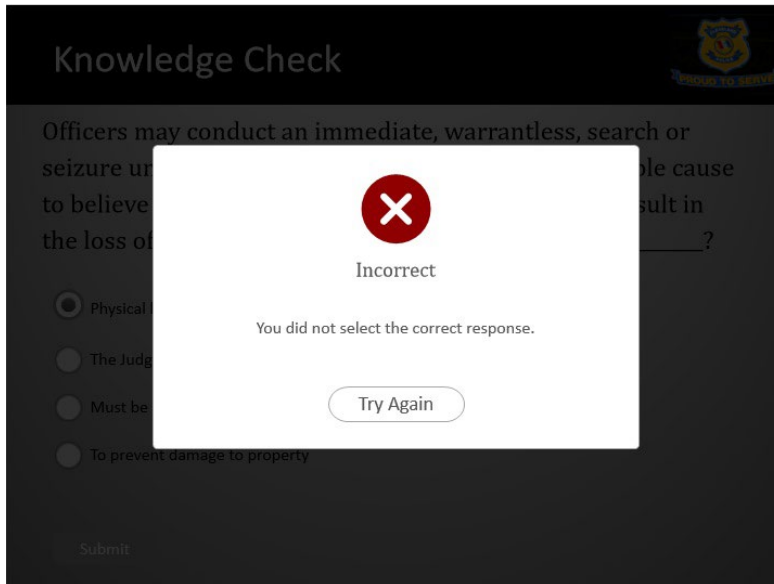 Knowledge Check
PROUD TO SERVE
Officers may conduct an immediate, warrantless, search or
seizure un ble cause
to believe sult in
the loss of ______?
Incorrect
You did not select the correct response.
Try Again
Physical
The Judg
Must be
To prevent damage to property
Submit